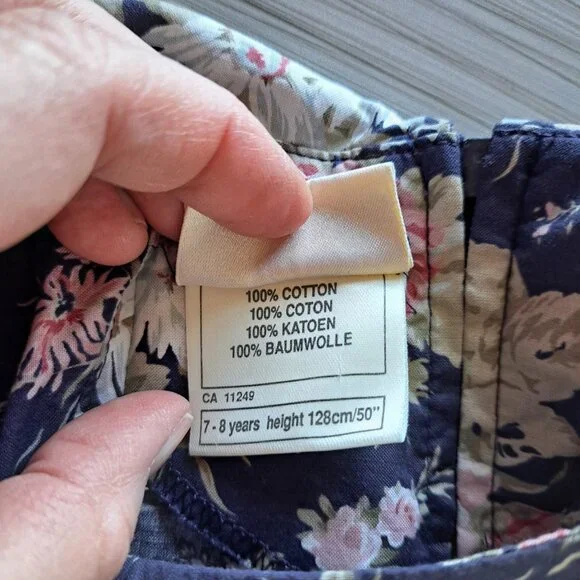 100% COTTON
100% COTON
100% KATOEN
100% BAUMWOLLE
CA 11249
7 - 8 years height 128cm/50"